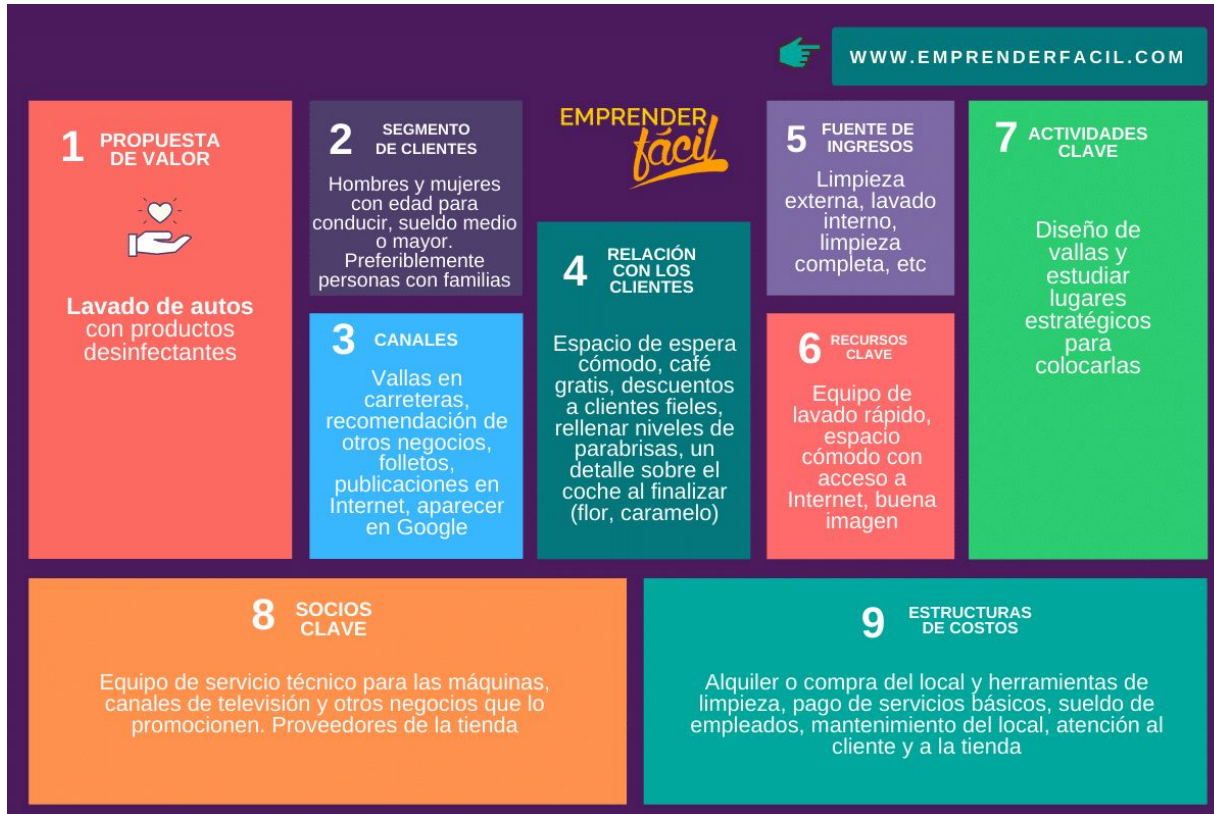 WWW.EMPRENDERFACIL.COM
1 PROPUESTA
DE VALOR
Lavado de autos
con productos
desinfectantes
2 SEGMENTO
DE CLIENTES
Hombres y mujeres
con edad para
conducir, sueldo medio
o mayor.
Preferiblemente
personas con familias
3 CANALES
Vallas en
carreteras,
recomendación de
otros negocios,
folletos,
publicaciones en
Internet, aparecer
en Google
EMPRENDER
fácil
4 RELACIÓN
CON LOS
CLIENTES
Espacio de espera
cómodo, café
gratis, descuentos
a clientes fieles,
rellenar niveles de
parabrisas, un
detalle sobre el
coche al finalizar
(flor, caramelo)
5 FUENTE DE
INGRESOS
Limpieza
externa, lavado
interno,
limpieza
completa, etc
6 RECURSOS
CLAVE
Equipo de
lavado rápido,
espacio
cómodo con
acceso a
Internet, buena
imagen
7 ACTIVIDADES
CLAVE
Diseño de
vallas y
estudiar
lugares
estratégicos
para
colocarlas
8 SOCIOS
CLAVE
Equipo de servicio técnico para las máquinas,
canales de televisión y otros negocios que lo
promocionen. Proveedores de la tienda
9 ESTRUCTURAS
DE COSTOS
Alquiler o compra del local y herramientas de
limpieza, pago de servicios básicos, sueldo de
empleados, mantenimiento del local, atención al
cliente y a la tienda